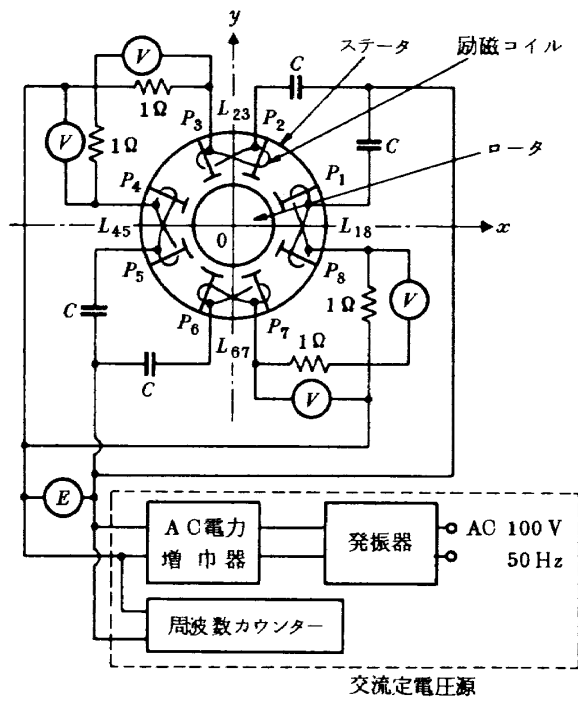 y
V
ステータ
C
励磁コイル
1Ω
L23
P3
P2
V
1Ω
C
ロータ
P4
P1
L45
0
L18
x
P5
P8
C
P6
P7
1Ω
V
L67
1Ω
C
V
E
AC電力
増巾器
発振器
AC 100 V
50 Hz
周波数カウンター
交流定電圧源